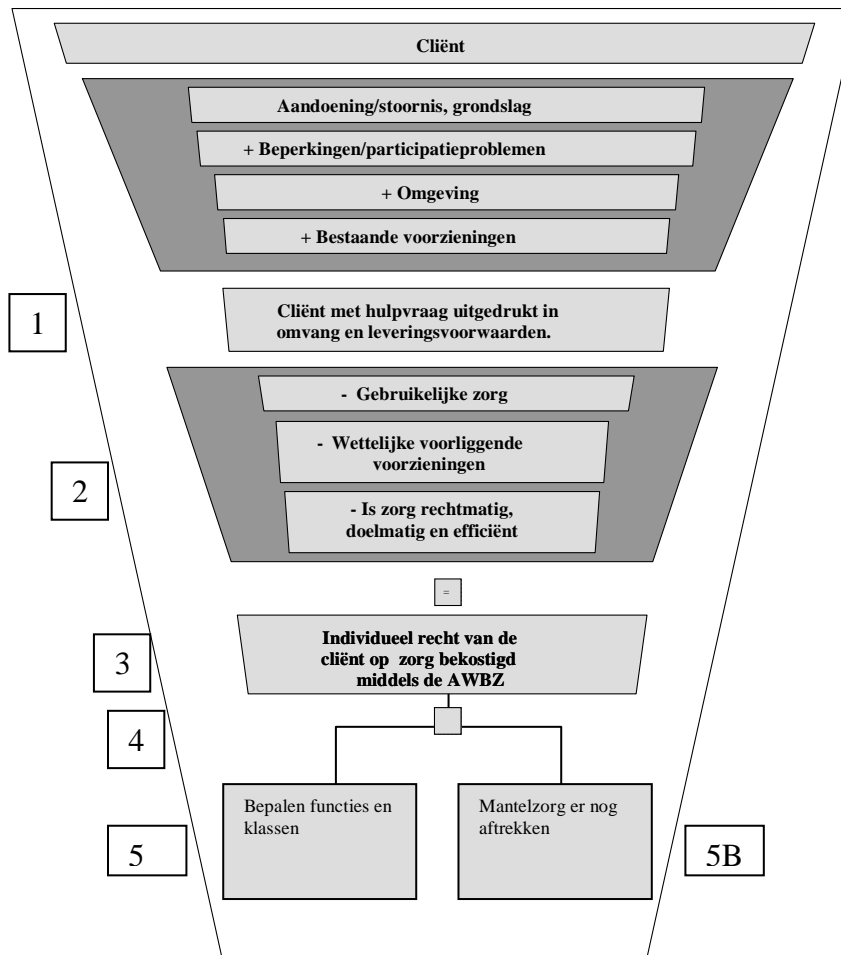 Cliënt
Aandoening/stoornis, grondslag
+ Beperkingen/participatieproblemen
+ Omgeving
+ Bestaande voorzieningen
1
Cliënt met hulpvraag uitgedrukt in
omvang en leveringsvoorwaarden.
- Gebruikelijke zorg
2
- Wettelijke voorliggende
voorzieningen
- Is zorg rechtmatig,
doelmatig en efficiënt
=
3
Individueel recht van de
cliënt op zorg bekostigd
middels de AWBZ
4
5
Bepalen functies en
klassen
Mantelzorg er nog
aftrekken
5B